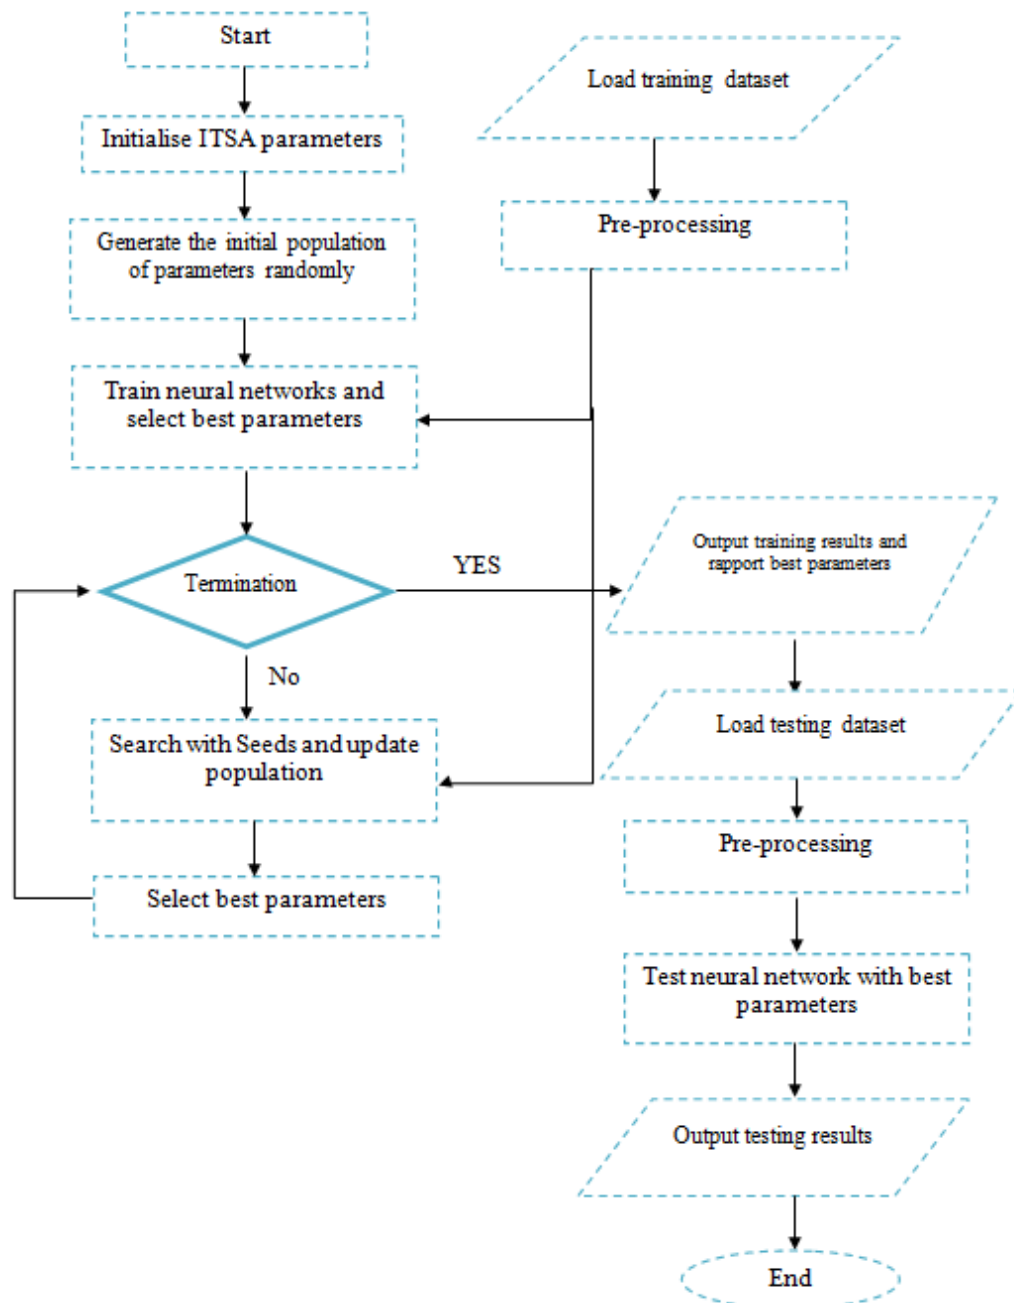 Start
Initialise ITSA parameters
Generate the initial population
of parameters randomly
Train neural networks and
select best parameters
Termination
YES
No
Search with Seeds and update
population
Select best parameters
Load training dataset
Pre-processing
Output training results and
rapport best parameters
Load testing dataset
Pre-processing
Test neural network with best
parameters
Output testing results
End